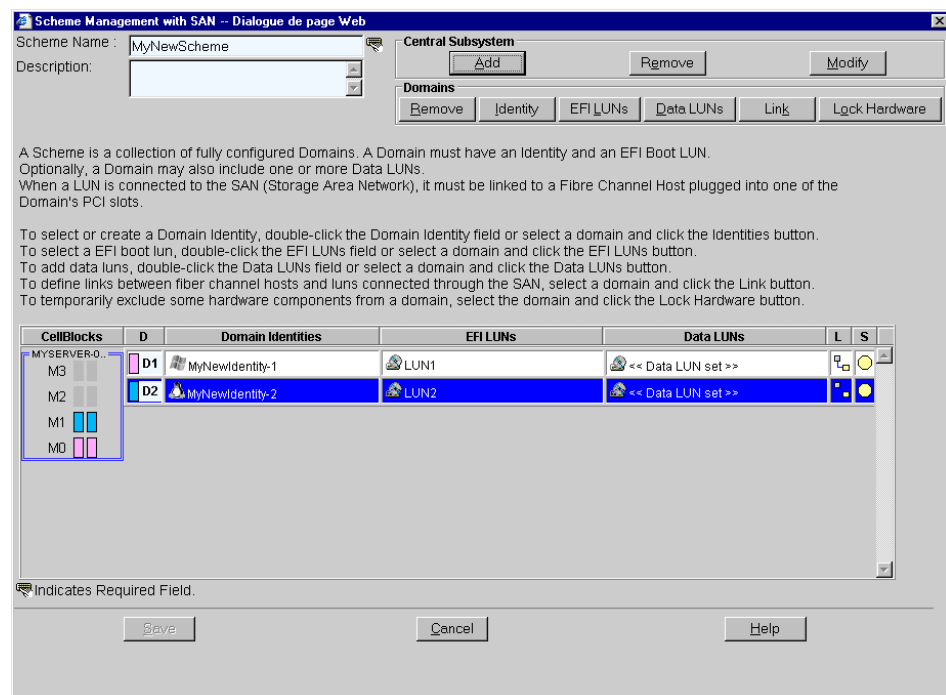 Scheme Management with SAN -- Dialogue de page Web
Scheme Name : MyNewScheme
Description:
Central Subsystem
Add Remove Modify
Domains
Remove Identity EFI LUNs Data LUNs Link Lock Hardware
A Scheme is a collection of fully configured Domains. A Domain must have an Identity and an EFI Boot LUN.
Optionally, a Domain may also include one or more Data LUNs.
When a LUN is connected to the SAN (Storage Area Network), it must be linked to a Fibre Channel Host plugged into one of the
Domain's PCI slots.
To select or create a Domain Identity, double-click the Domain Identity field or select a domain and click the Identities button.
To select a EFI boot lun, double-click the EFI LUNs field or select a domain and click the EFI LUNs button.
To add data luns, double-click the Data LUNs field or select a domain and click the Data LUNs button.
To define links between fiber channel hosts and luns connected through the SAN, select a domain and click the Link button.
To temporarily exclude some hardware components from a domain, select the domain and click the Lock Hardware button.
CellBlocks D Domain Identities EFI LUNs Data LUNs L S
MYSERVER-0..
M3
M2
M1
M0
D1 MyNewIdentity-1 LUN1 << Data LUN set >>
D2 MyNewIdentity-2 LUN2 << Data LUN set >>
Indicates Required Field.
Save Cancel Help